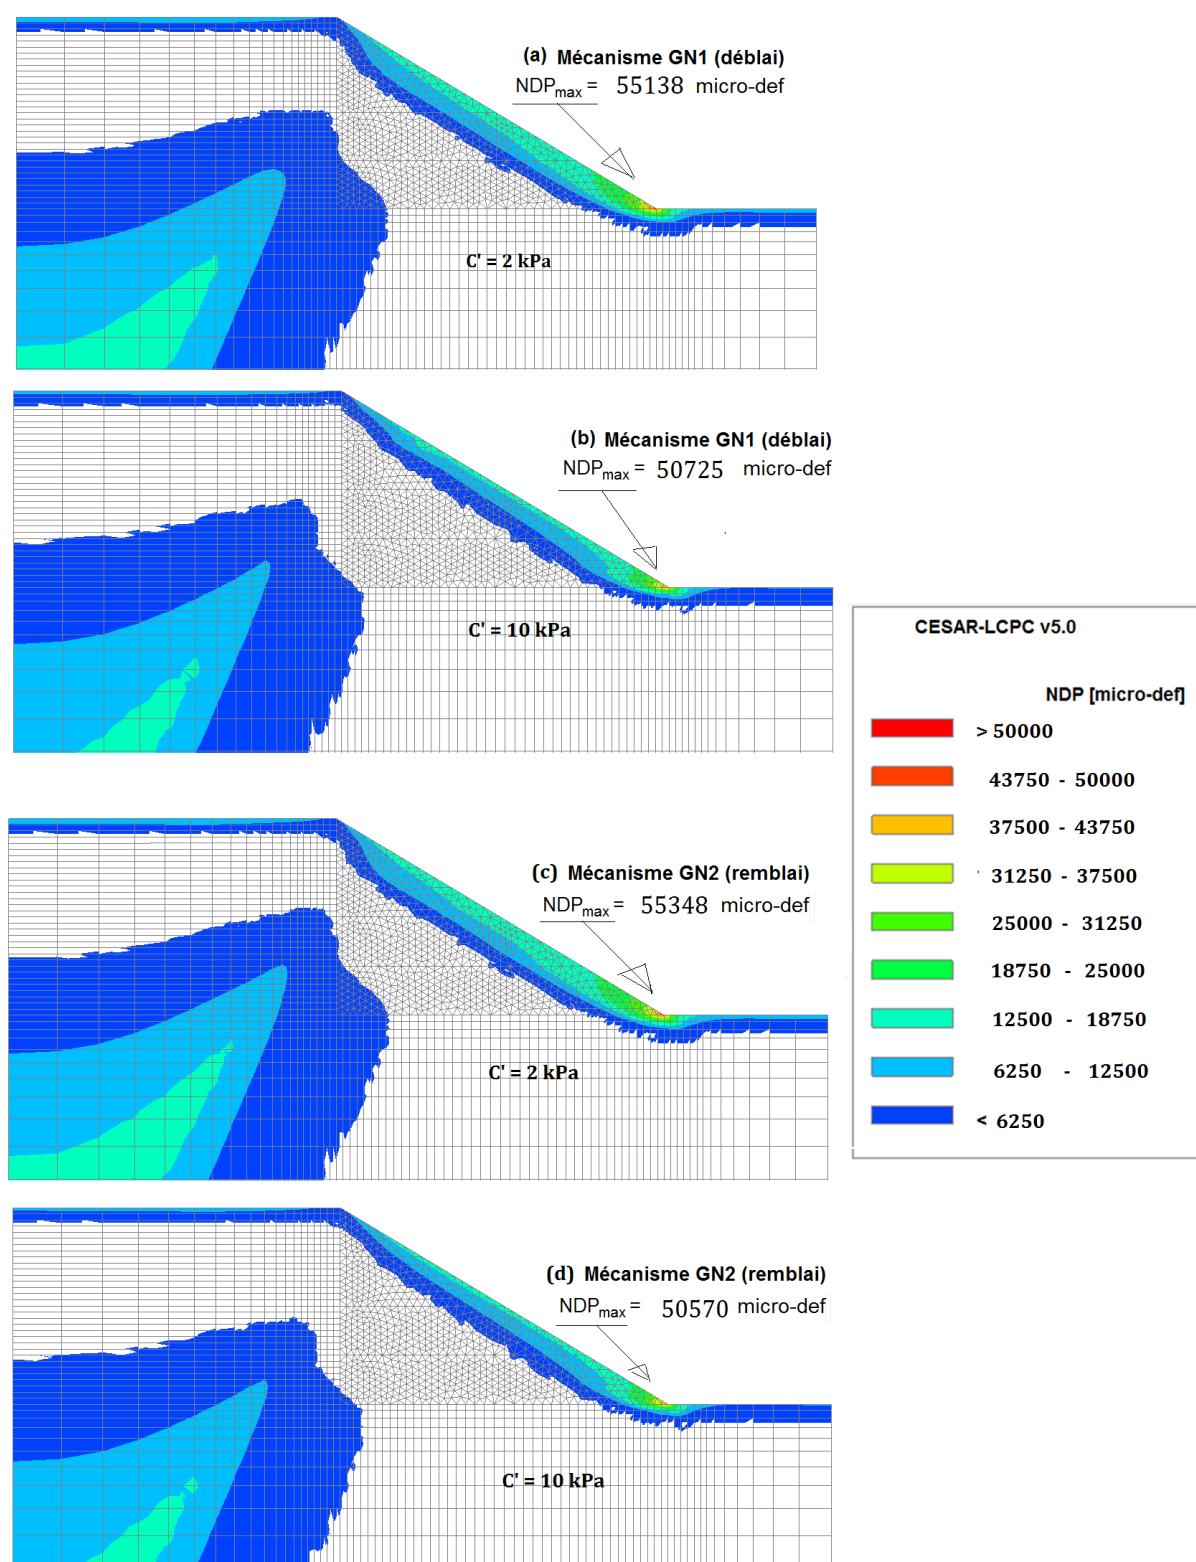 (a) Mécanisme GN1 (déblai)
NDPmax = 55138 micro-def
C' = 2 kPa
(b) Mécanisme GN1 (déblai)
NDPmax = 50725 micro-def
C' = 10 kPa
CESAR-LCPC v5.0
NDP [micro-def]
> 50000
43750 - 50000
37500 - 43750
31250 - 37500
25000 - 31250
18750 - 25000
12500 - 18750
6250 - 12500
< 6250
(c) Mécanisme GN2 (remblai)
NDPmax = 55348 micro-def
C' = 2 kPa
(d) Mécanisme GN2 (remblai)
NDPmax = 50570 micro-def
C' = 10 kPa